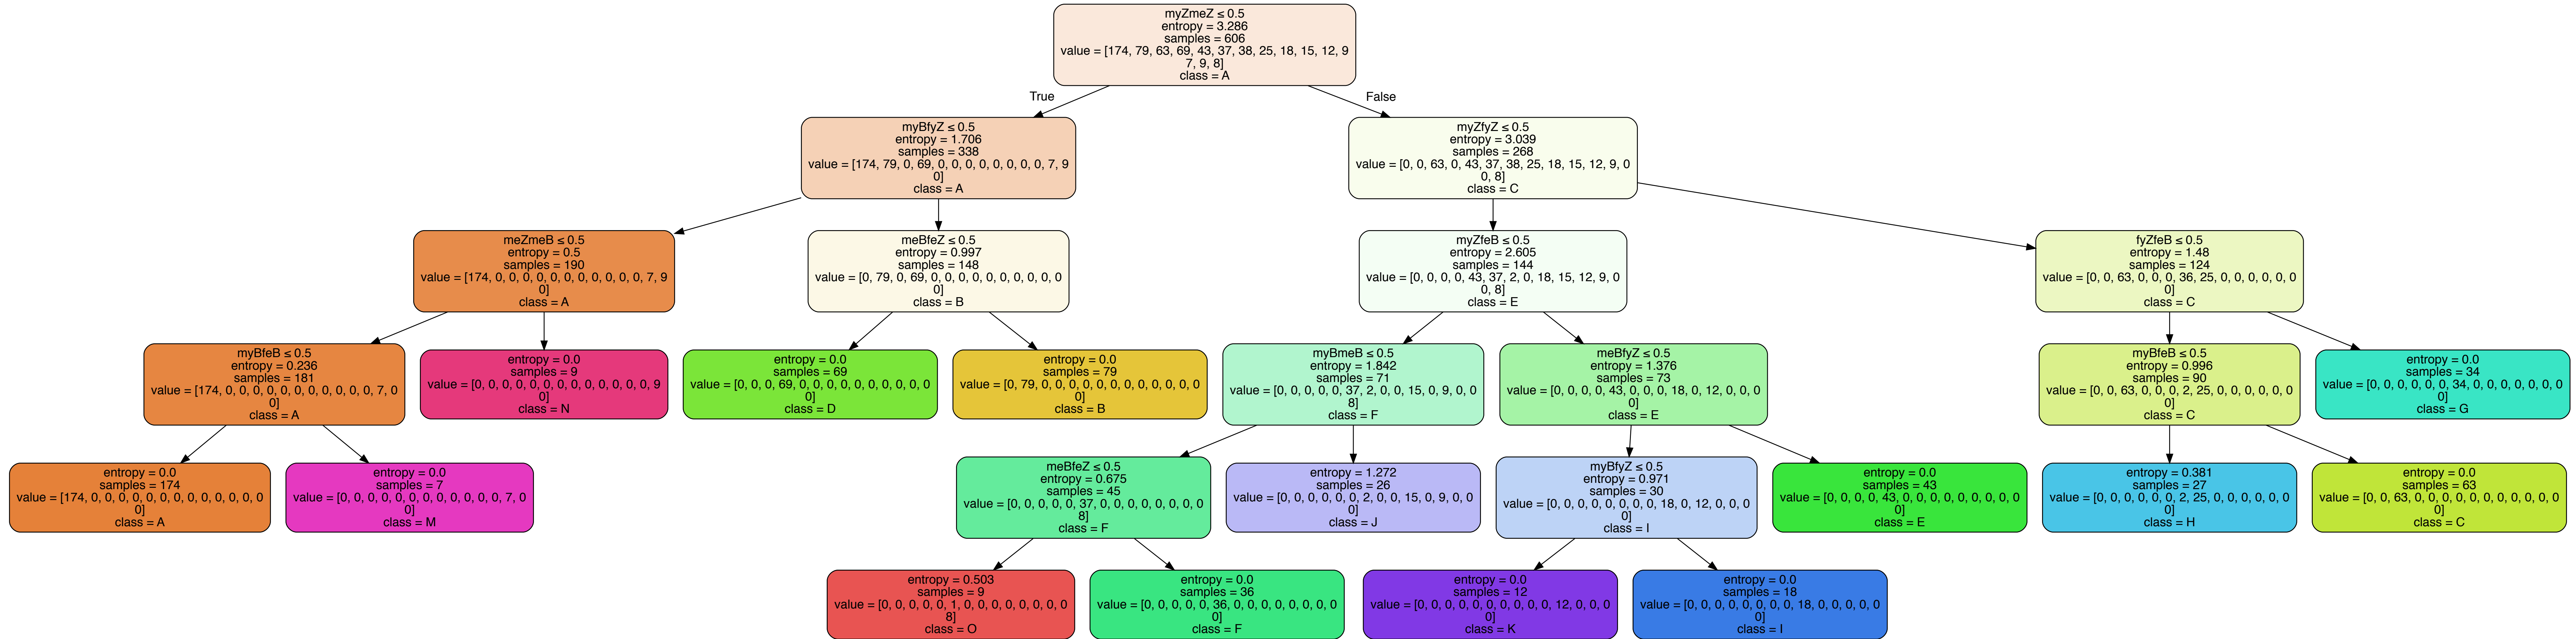 myZmeZ ≤ 0.5
entropy = 3.286
samples = 606
value = [174, 79, 63, 69, 43, 37, 38, 25, 18, 15, 12, 9
7, 9, 8]
class = A
True
False
myBfyZ ≤ 0.5
entropy = 1.706
samples = 338
value = [174, 79, 0, 69, 0, 0, 0, 0, 0, 0, 0, 0, 7, 9
0]
class = A
myZfyZ ≤ 0.5
entropy = 3.039
samples = 268
value = [0, 0, 63, 0, 43, 37, 38, 25, 18, 15, 12, 9, 0
0, 8]
class = C
meZmeB ≤ 0.5
entropy = 0.5
samples = 190
value = [174, 0, 0, 0, 0, 0, 0, 0, 0, 0, 0, 0, 7, 9
0]
class = A
meBfeZ ≤ 0.5
entropy = 0.997
samples = 148
value = [0, 79, 0, 69, 0, 0, 0, 0, 0, 0, 0, 0, 0, 0
0]
class = B
myZfeB ≤ 0.5
entropy = 2.605
samples = 144
value = [0, 0, 0, 0, 43, 37, 2, 0, 18, 15, 12, 9, 0
0, 8]
class = E
fyZfeB ≤ 0.5
entropy = 1.48
samples = 124
value = [0, 0, 63, 0, 0, 0, 36, 25, 0, 0, 0, 0, 0, 0
0]
class = C
myBfeB ≤ 0.5
entropy = 0.236
samples = 181
value = [174, 0, 0, 0, 0, 0, 0, 0, 0, 0, 0, 0, 7, 0
0]
class = A
entropy = 0.0
samples = 9
value = [0, 0, 0, 0, 0, 0, 0, 0, 0, 0, 0, 0, 0, 9
0]
class = N
entropy = 0.0
samples = 69
value = [0, 0, 0, 69, 0, 0, 0, 0, 0, 0, 0, 0, 0, 0
0]
class = D
entropy = 0.0
samples = 79
value = [0, 79, 0, 0, 0, 0, 0, 0, 0, 0, 0, 0, 0, 0
0]
class = B
myBmeB ≤ 0.5
entropy = 1.842
samples = 71
value = [0, 0, 0, 0, 0, 37, 2, 0, 0, 15, 0, 9, 0, 0
8]
class = F
meBfyZ ≤ 0.5
entropy = 1.376
samples = 73
value = [0, 0, 0, 0, 43, 0, 0, 0, 18, 0, 12, 0, 0, 0
0]
class = E
myBfeB ≤ 0.5
entropy = 0.996
samples = 90
value = [0, 0, 63, 0, 0, 0, 2, 25, 0, 0, 0, 0, 0, 0
0]
class = C
entropy = 0.0
samples = 34
value = [0, 0, 0, 0, 0, 0, 34, 0, 0, 0, 0, 0, 0, 0
0]
class = G
entropy = 0.0
samples = 174
value = [174, 0, 0, 0, 0, 0, 0, 0, 0, 0, 0, 0, 0, 0
0]
class = A
entropy = 0.0
samples = 7
value = [0, 0, 0, 0, 0, 0, 0, 0, 0, 0, 0, 0, 7, 0
0]
class = M
meBfeZ ≤ 0.5
entropy = 0.675
samples = 45
value = [0, 0, 0, 0, 0, 37, 0, 0, 0, 0, 0, 0, 0, 0
8]
class = F
entropy = 1.272
samples = 26
value = [0, 0, 0, 0, 0, 0, 2, 0, 0, 15, 0, 9, 0, 0
0]
class = J
myBfyZ ≤ 0.5
entropy = 0.971
samples = 30
value = [0, 0, 0, 0, 0, 0, 0, 0, 18, 0, 12, 0, 0, 0
0]
class = I
entropy = 0.0
samples = 43
value = [0, 0, 0, 0, 43, 0, 0, 0, 0, 0, 0, 0, 0, 0
0]
class = E
entropy = 0.381
samples = 27
value = [0, 0, 0, 0, 0, 0, 2, 25, 0, 0, 0, 0, 0, 0
0]
class = H
entropy = 0.0
samples = 63
value = [0, 0, 63, 0, 0, 0, 0, 0, 0, 0, 0, 0, 0, 0
0]
class = C
entropy = 0.503
samples = 9
value = [0, 0, 0, 0, 0, 1, 0, 0, 0, 0, 0, 0, 0, 0
8]
class = O
entropy = 0.0
samples = 36
value = [0, 0, 0, 0, 0, 36, 0, 0, 0, 0, 0, 0, 0, 0
0]
class = F
entropy = 0.0
samples = 12
value = [0, 0, 0, 0, 0, 0, 0, 0, 0, 0, 12, 0, 0, 0
0]
class = K
entropy = 0.0
samples = 18
value = [0, 0, 0, 0, 0, 0, 0, 0, 18, 0, 0, 0, 0, 0
0]
class = I